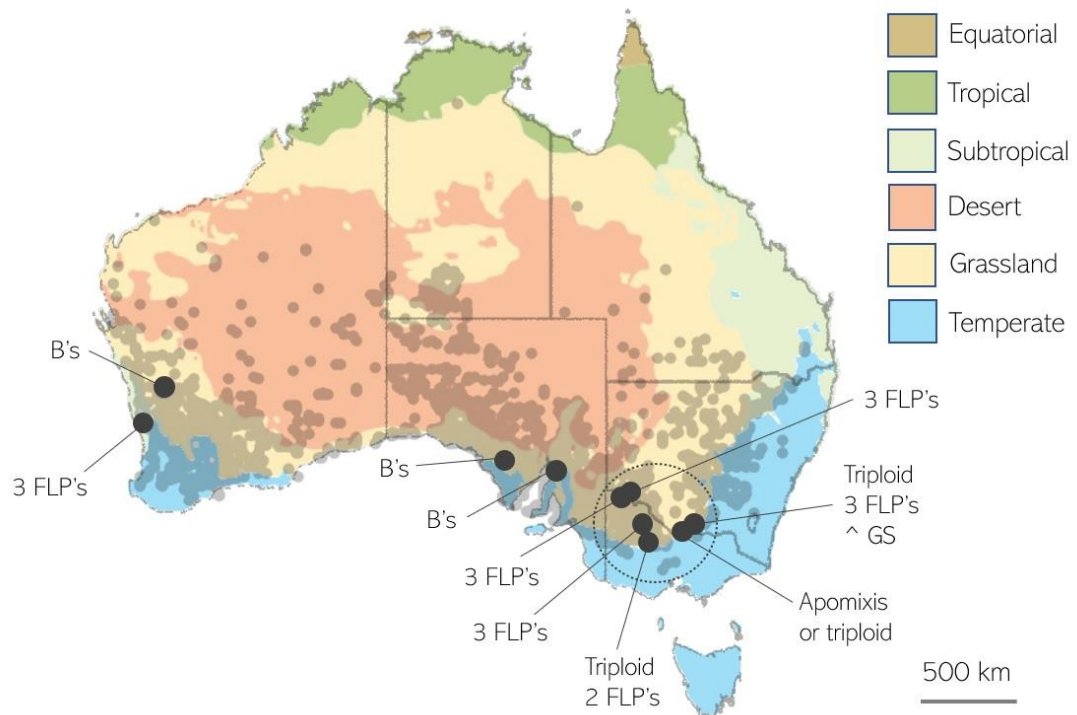 Equatorial
Tropical
Subtropical
Desert
Grassland
Temperate
B's
3 FLP's
B's
B's
3 FLP's
Triploid
3 FLP's
^ GS
3 FLP's
3 FLP's
Apomixis
or triploid
Triploid
2 FLP's
500 km